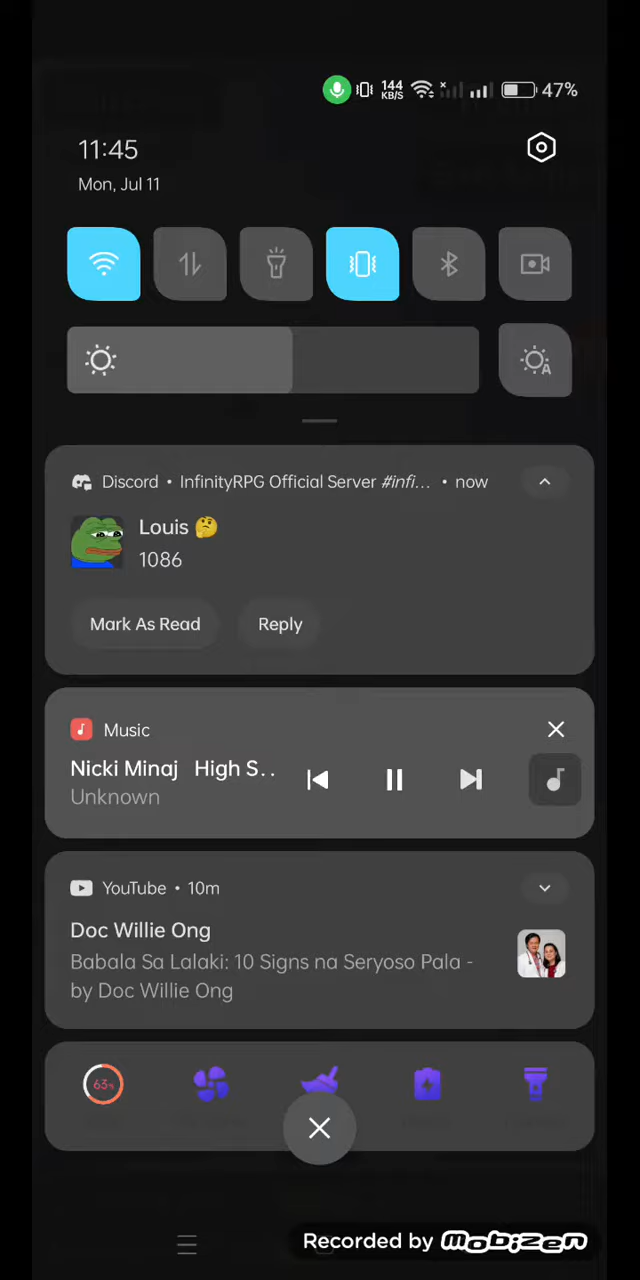 144
KB/S
47%
11:45
Mon, Jul 11
A
Discord • InfinityRPG Official Server #infi... • now
Louis 🤔
1086
Mark As Read
Reply
Music
Nicki Minaj High S..
Unknown
YouTube • 10m
Doc Willie Ong
Babala Sa Lalaki: 10 Signs na Seryoso Pala -
by Doc Willie Ong
63%
Recorded by mobizen